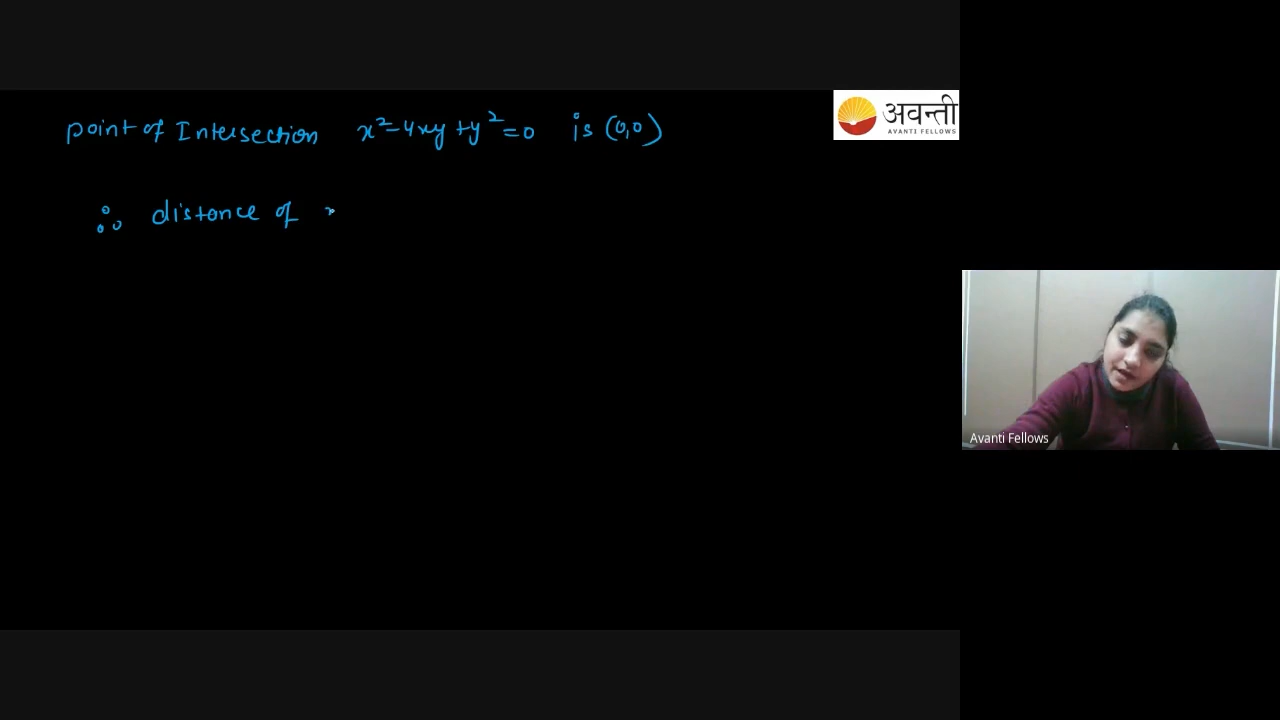 point of Intersection x²-4xy+y²=0 is (0,0)
∴ distance of
अवन्ती
AVANTI FELLOWS
Avanti Fellows